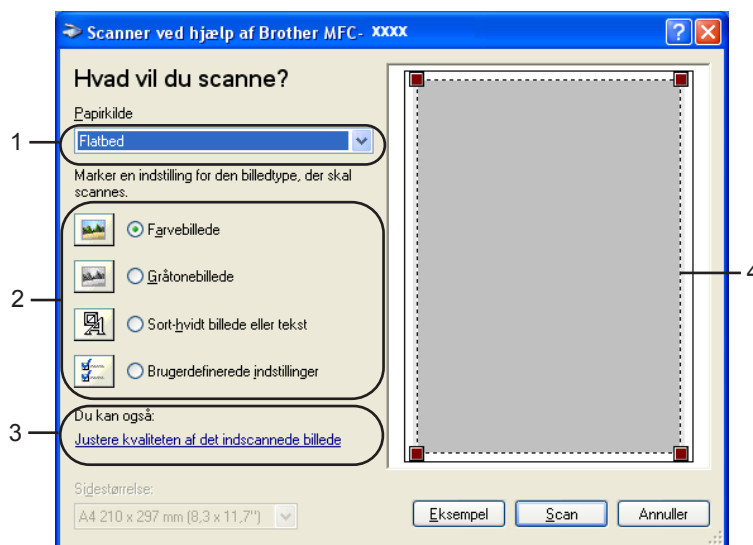 Scanner ved hjælp af Brother MFC- XXXX
Hvad vil du scanne?
Papirkilde
1
Flatbed
Marker en indstilling for den billedtype, der skal
scannes.
Farvebillede
Gråtonebillede
2
Sort-hvidt billede eller tekst
Brugerdefinerede indstillinger
3
Du kan også:
Justere kvaliteten af det indscannede billede
4
Sidestørrelse:
A4 210 x 297 mm (8,3 x 11,7")
Eksempel
Scan
Annuller